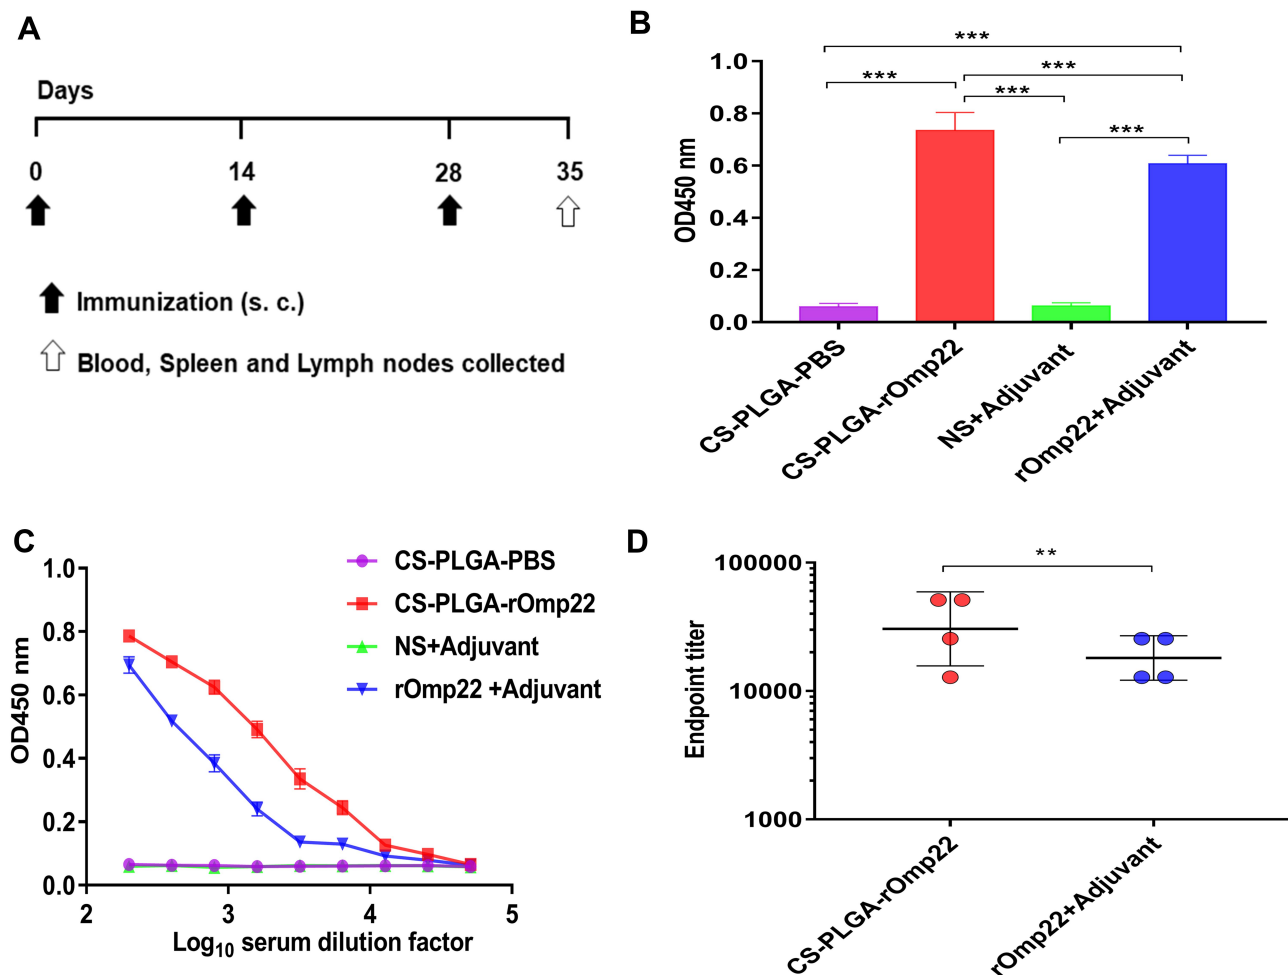 A
Days
0 14 28 35
Immunization (s. c.)
Blood, Spleen and Lymph nodes collected
B
***
***
***
***
***
1.0
0.8
0.6
0.4
0.2
0.0
OD450 nm
CS-PLGA-PBS
CS-PLGA-rOmp22
NS+Adjuvant
rOmp22+Adjuvant
C
CS-PLGA-PBS
CS-PLGA-rOmp22
NS+Adjuvant
rOmp22 +Adjuvant
1.0
0.8
0.6
0.4
0.2
0.0
OD450 nm
2 3 4 5
Log10 serum dilution factor
D
**
100000
10000
1000
Endpoint titer
CS-PLGA-rOmp22
rOmp22+Adjuvant